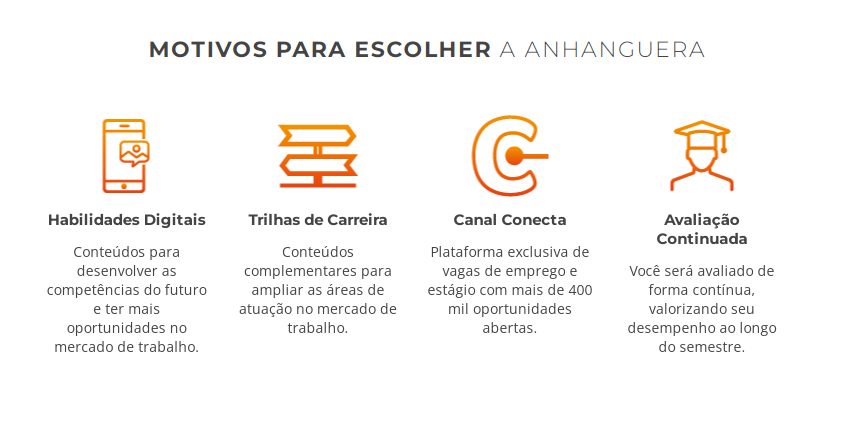 MOTIVOS PARA ESCOLHER A ANHANGUERA
Habilidades Digitais
Conteúdos para
desenvolver as
competências do futuro
e ter mais
oportunidades no
mercado de trabalho.
Trilhas de Carreira
Conteúdos
complementares para
ampliar as áreas de
atuação no mercado de
trabalho.
Canal Conecta
Plataforma exclusiva de
vagas de emprego e
estágio com mais de 400
mil oportunidades
abertas.
Avaliação
Continuada
Você será avaliado de
forma contínua,
valorizando seu
desempenho ao longo
do semestre.